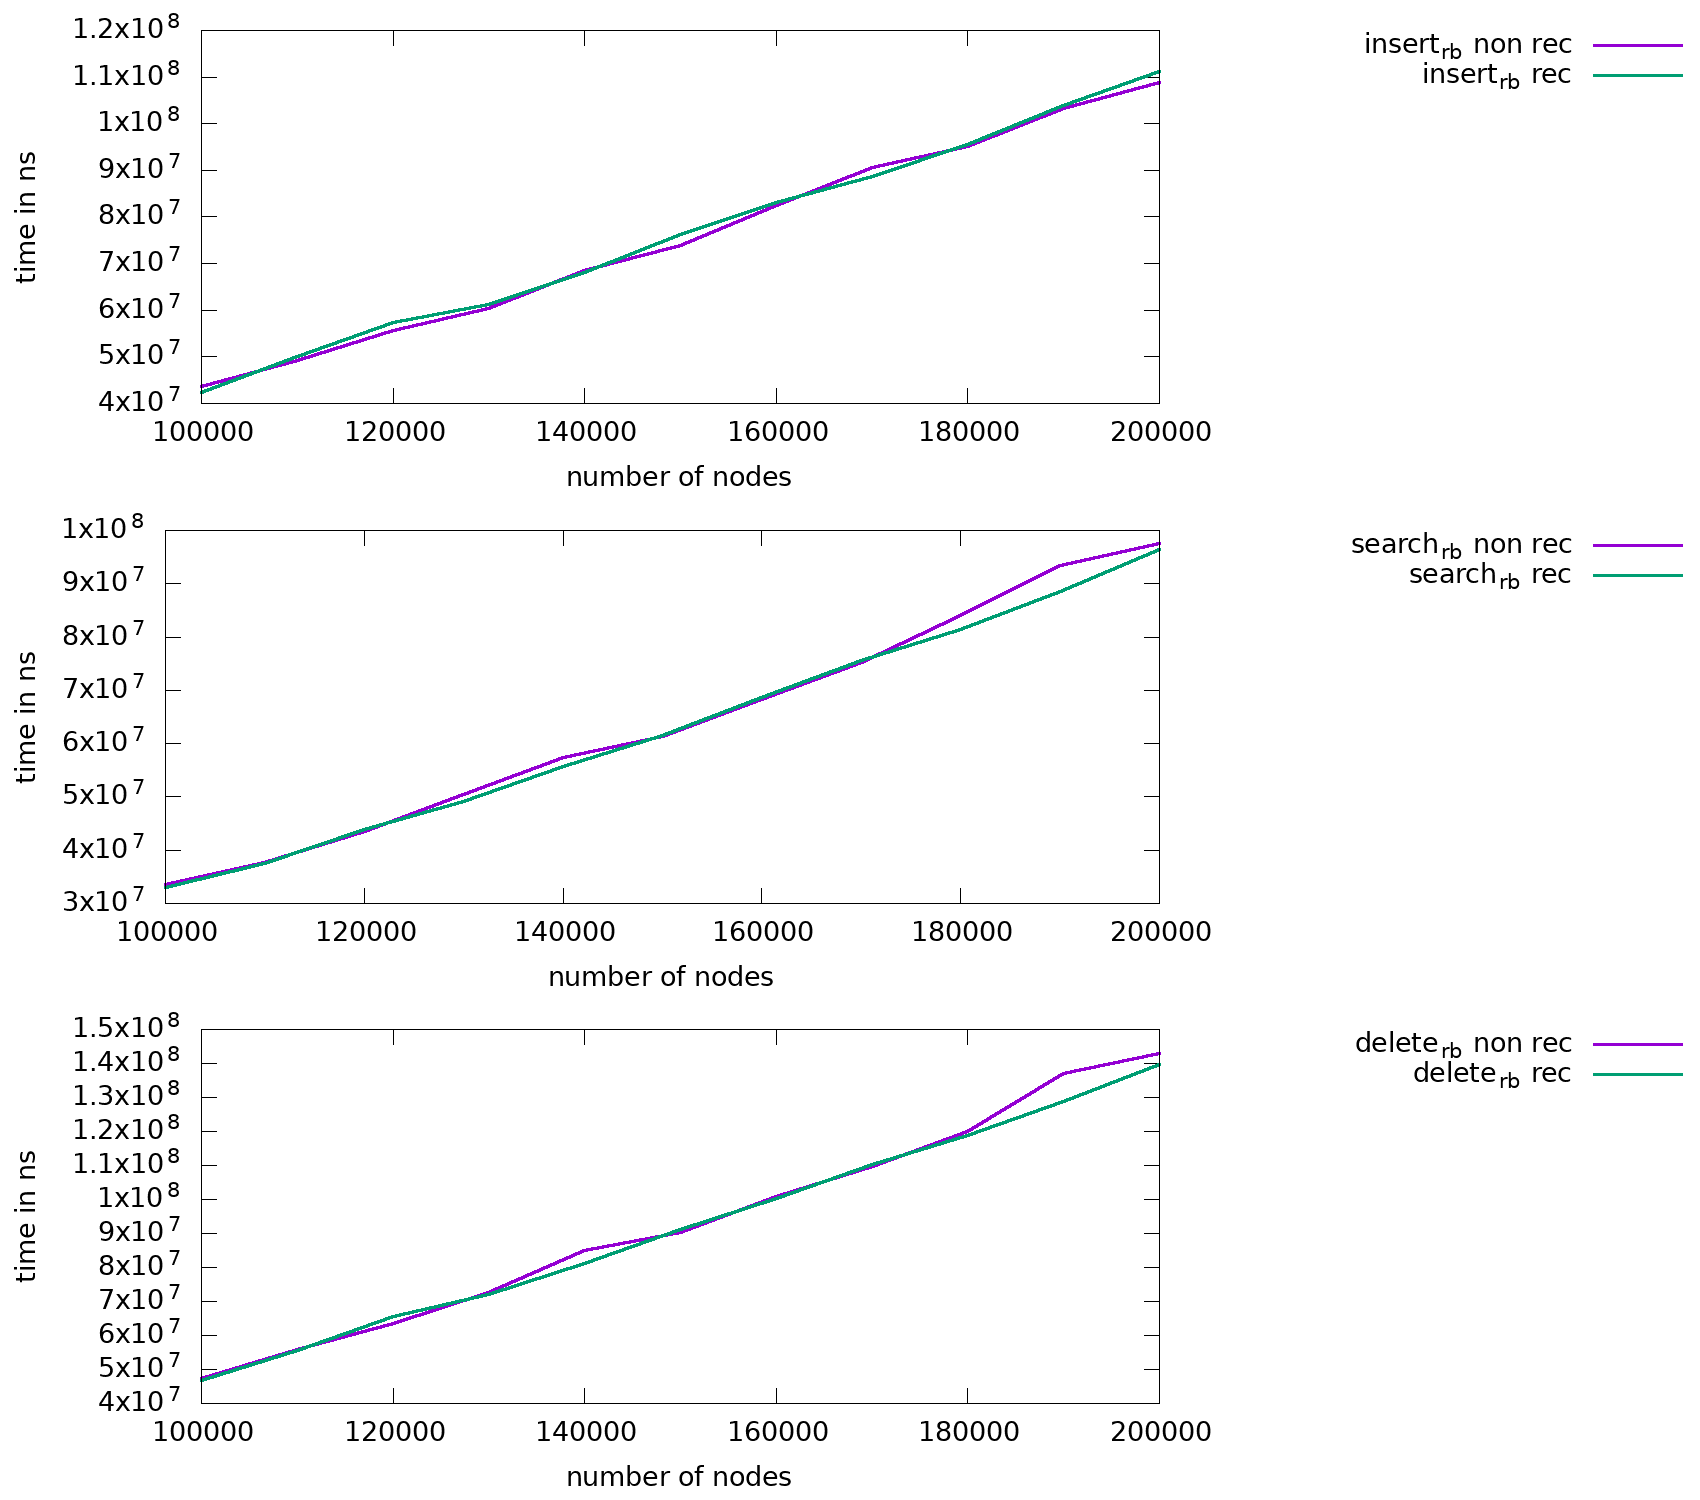 1.2x10^8
1.1x10^8
1x10^8
9x10^7
8x10^7
7x10^7
6x10^7
5x10^7
4x10^7
time in ns
100000 120000 140000 160000 180000 200000
number of nodes
insert_rb non rec
insert_rb rec
1x10^8
9x10^7
8x10^7
7x10^7
6x10^7
5x10^7
4x10^7
3x10^7
time in ns
100000 120000 140000 160000 180000 200000
number of nodes
search_rb non rec
search_rb rec
1.5x10^8
1.4x10^8
1.3x10^8
1.2x10^8
1.1x10^8
1x10^8
9x10^7
8x10^7
7x10^7
6x10^7
5x10^7
4x10^7
time in ns
100000 120000 140000 160000 180000 200000
number of nodes
delete_rb non rec
delete_rb rec